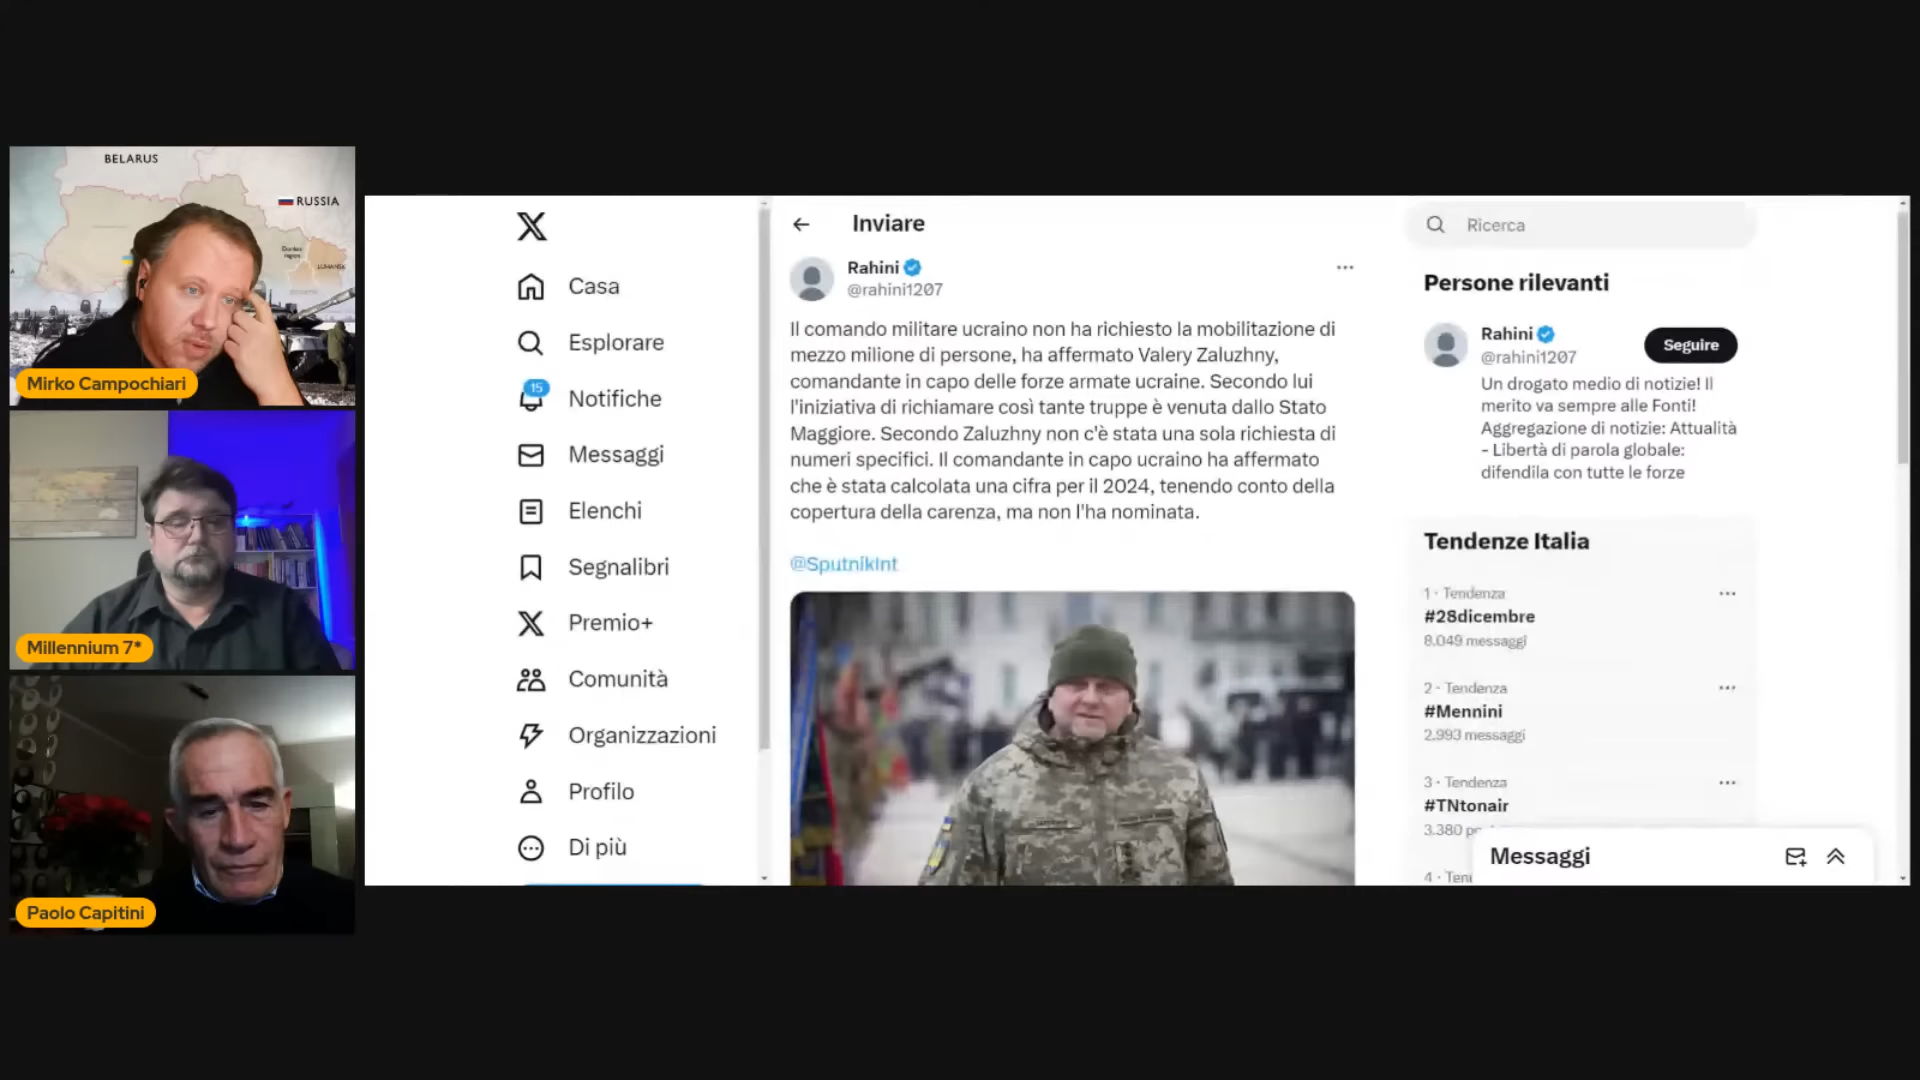 BELARUS
RUSSIA
Donbas
region
LUHANSK
Mirko Campochiari
Millennium 7*
Paolo Capitini
Casa
Esplorare
15
Notifiche
Messaggi
Elenchi
Segnalibri
Premio+
Comunità
Organizzazioni
Profilo
Di più
Inviare
Rahini
@rahini1207
Il comando militare ucraino non ha richiesto la mobilitazione di
mezzo milione di persone, ha affermato Valery Zaluzhny,
comandante in capo delle forze armate ucraine. Secondo lui
l'iniziativa di richiamare così tante truppe è venuta dallo Stato
Maggiore. Secondo Zaluzhny non c'è stata una sola richiesta di
numeri specifici. Il comandante in capo ucraino ha affermato
che è stata calcolata una cifra per il 2024, tenendo conto della
copertura della carenza, ma non l'ha nominata.
@SputnikInt
Ricerca
Persone rilevanti
Rahini
@rahini1207
Seguire
Un drogato medio di notizie! Il
merito va sempre alle Fonti!
Aggregazione di notizie: Attualità
- Libertà di parola globale:
difendila con tutte le forze
Tendenze Italia
1 · Tendenza
#28dicembre
8.049 messaggi
2 · Tendenza
#Mennini
2.993 messaggi
3 · Tendenza
#TNtonair
3.380
4 ·
Messaggi